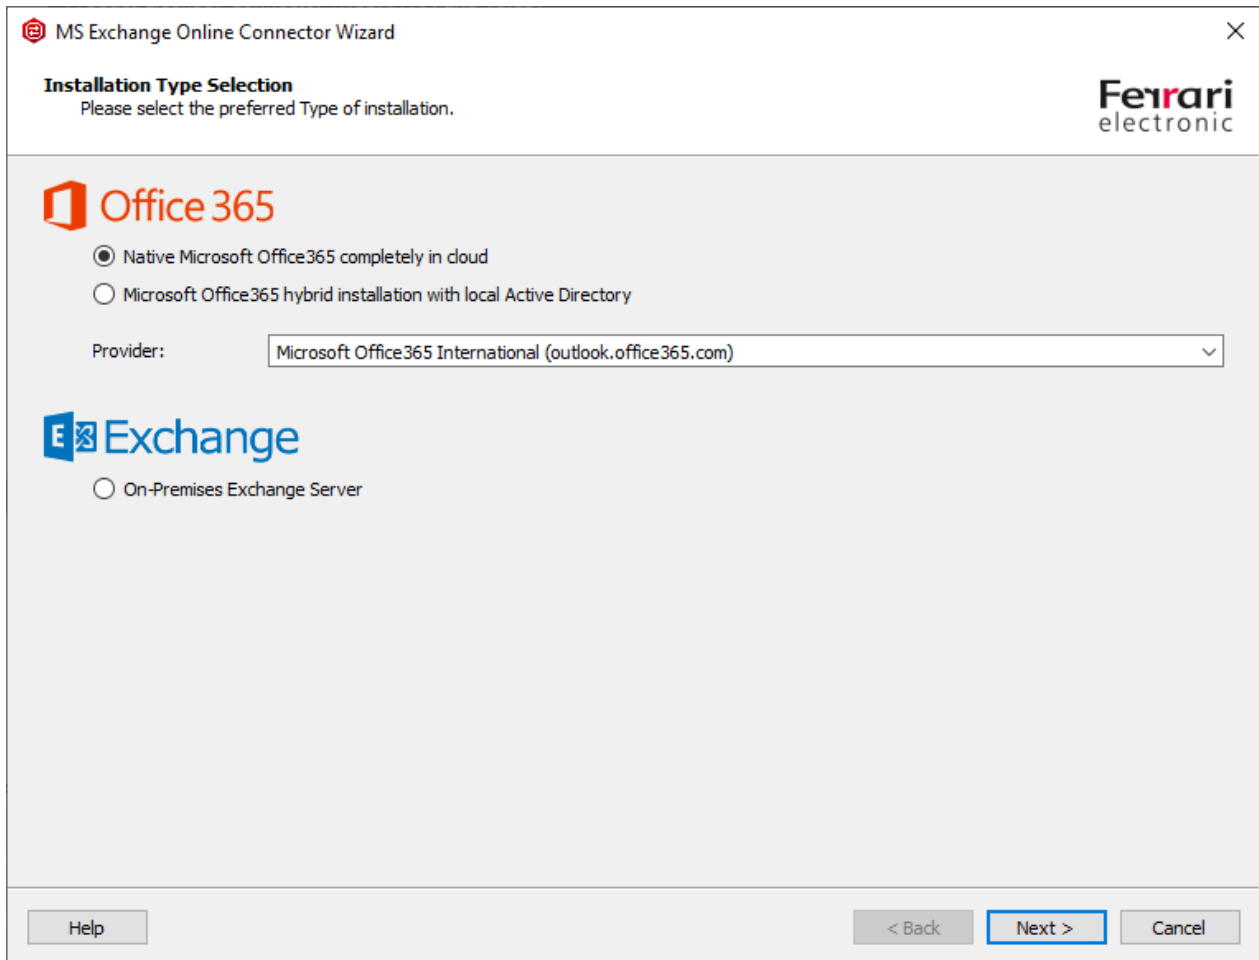 MS Exchange Online Connector Wizard
Installation Type Selection
Please select the preferred Type of installation.
Ferrari
electronic
Office 365
Native Microsoft Office365 completely in cloud
Microsoft Office365 hybrid installation with local Active Directory
Provider: Microsoft Office365 International (outlook.office365.com)
E Exchange
On-Premises Exchange Server
Help < Back Next > Cancel